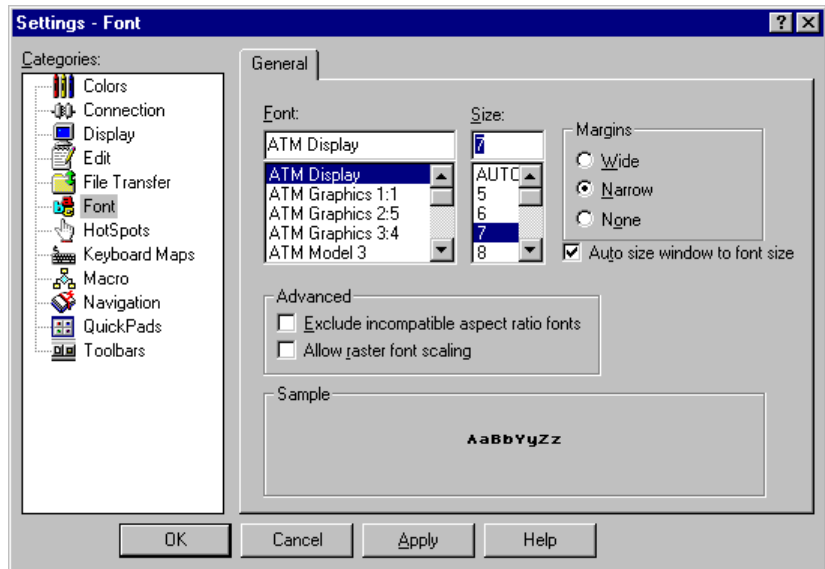 Settings - Font
? X
Categories:
Colors
Connection
Display
Edit
File Transfer
Font
HotSpots
Keyboard Maps
Macro
Navigation
QuickPads
Toolbars
General
Font:
ATM Display
ATM Display
ATM Graphics 1:1
ATM Graphics 2:5
ATM Graphics 3:4
ATM Model 3
Size:
7
AUTO
5
6
7
8
Margins
Wide
Narrow
None
Auto size window to font size
Advanced
Exclude incompatible aspect ratio fonts
Allow raster font scaling
Sample
AaBbYyZz
OK Cancel Apply Help